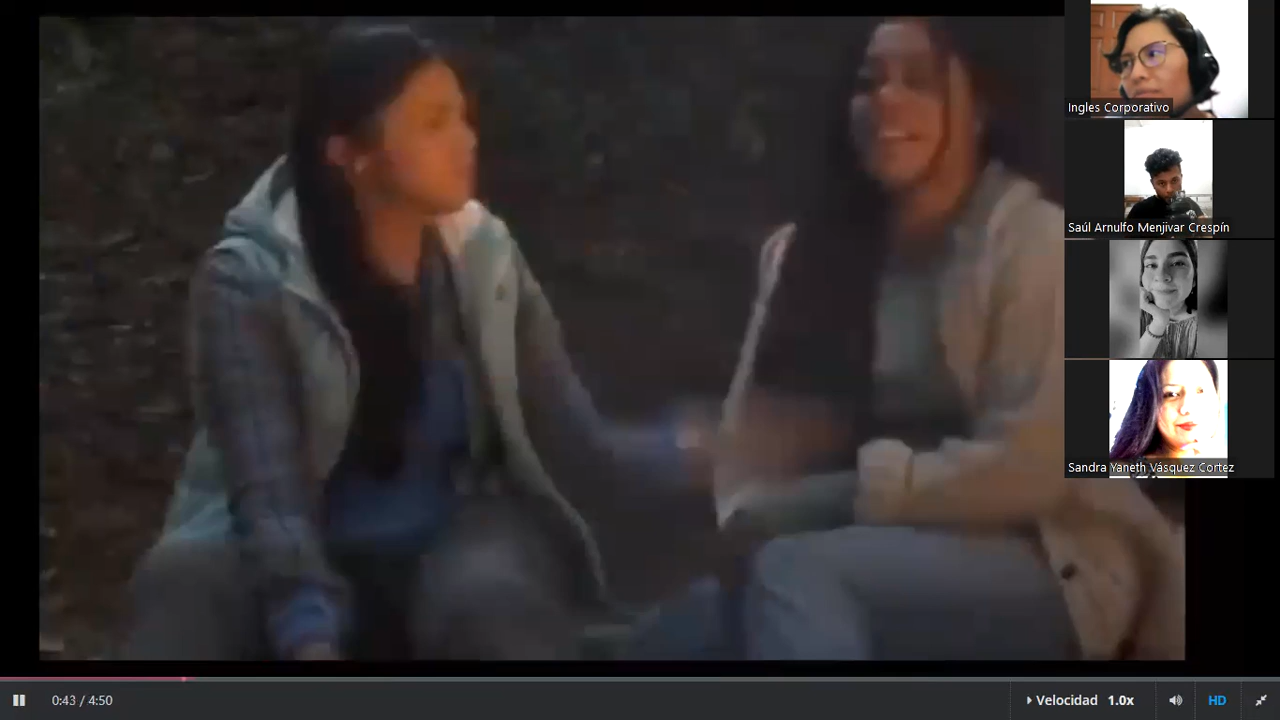 Ingles Corporativo
Saúl Arnulfo Menjivar Crespín
Sandra Yaneth Vásquez Cortez
0:43 / 4:50
Velocidad 1.0x
HD